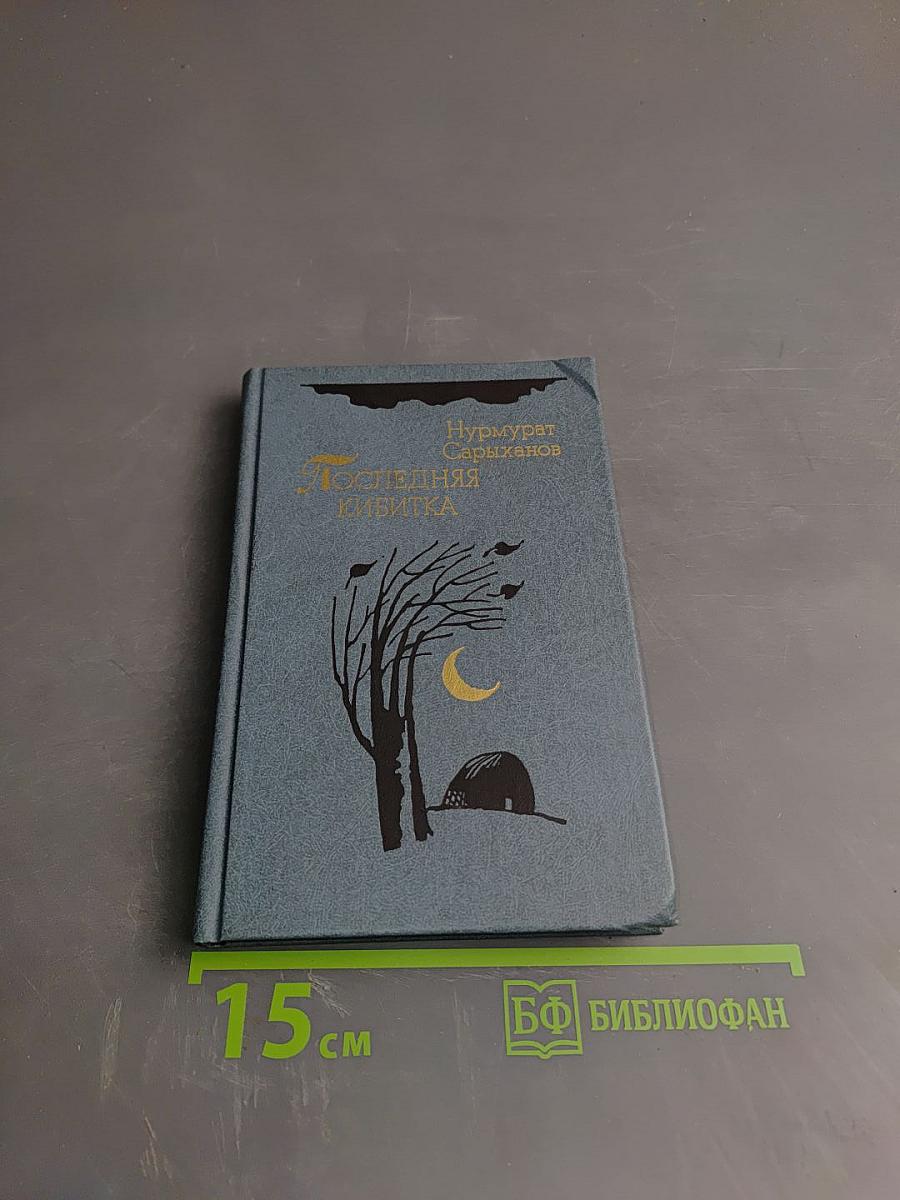 Нурмурат
Сарыханов
Последняя
кибитка
15 см
БФ БИБЛИОФАН